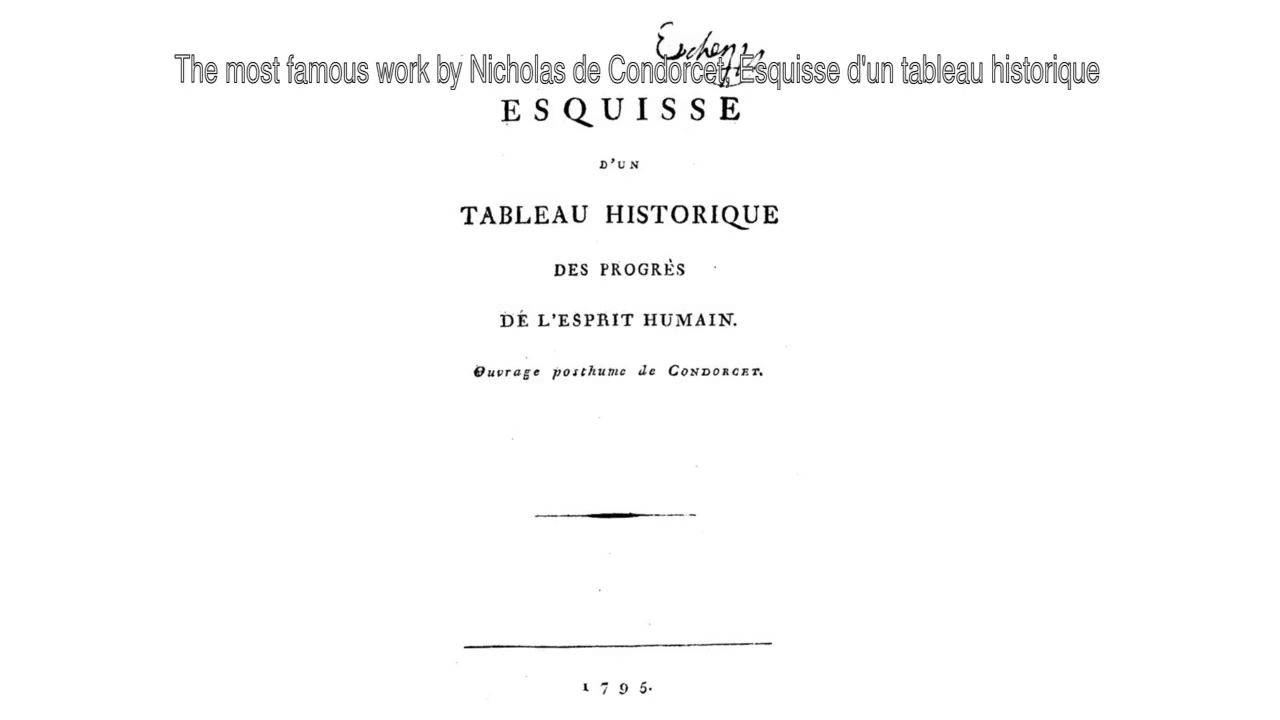 The most famous work by Nicholas de Condorcet, Esquisse d'un tableau historique
ESQUISSE
D'UN
TABLEAU HISTORIQUE
DES PROGRÈS
DÉ L'ESPRIT HUMAIN.
Ouvrage posthume de CONDORCET.
1795.